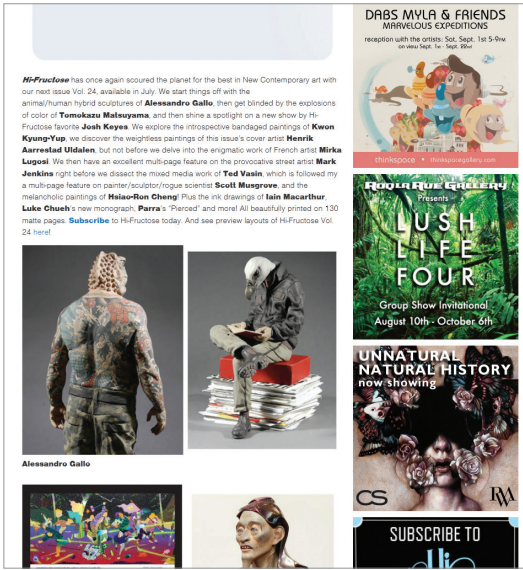 Hi-Fructose has once again scoured the planet for the best in New Contemporary art with
our next issue Vol. 24, available in July. We start things off with the
animal/human hybrid sculptures of Alessandro Gallo, then get blinded by the explosions
of color of Tomokazu Matsuyama, and then shine a spotlight on a new show by Hi-
Fructose favorite Josh Keyes. We explore the introspective bandaged paintings of Kwon
Kyung-Yup, we discover the weightless paintings of this issue's cover artist Henrik
Aarrestad Uldalen, but not before we delve into the enigmatic work of French artist Mirka
Lugosi. We then have an excellent multi-page feature on the provocative street artist Mark
Jenkins right before we dissect the mixed media work of Ted Vasin, which is followed my
a multi-page feature on painter/sculptor/rogue scientist Scott Musgrove, and the
melancholic paintings of Hsiao-Ron Cheng! Plus the ink drawings of Iain Macarthur,
Luke Chueh's new monograph, Parra's "Pierced" and more! All beautifully printed on 130
matte pages. Subscribe to Hi-Fructose today. And see preview layouts of Hi-Fructose Vol.
24 here!
Alessandro Gallo
DABS MYLA & FRIENDS
MARVELOUS EXPEDITIONS
reception with the artists: Sat, Sept. 1st 5-9PM
on view Sept. 1st - Sept. 22nd
thinkspace • thinkspacegallery.com
ROQLA RUE GALLERY
Presents
LUSH
LIFE
FOUR
Group Show Invitational
August 10th - October 6th
UNNATURAL
NATURAL HISTORY
now showing
CS
RWA
SUBSCRIBE TO
Hi